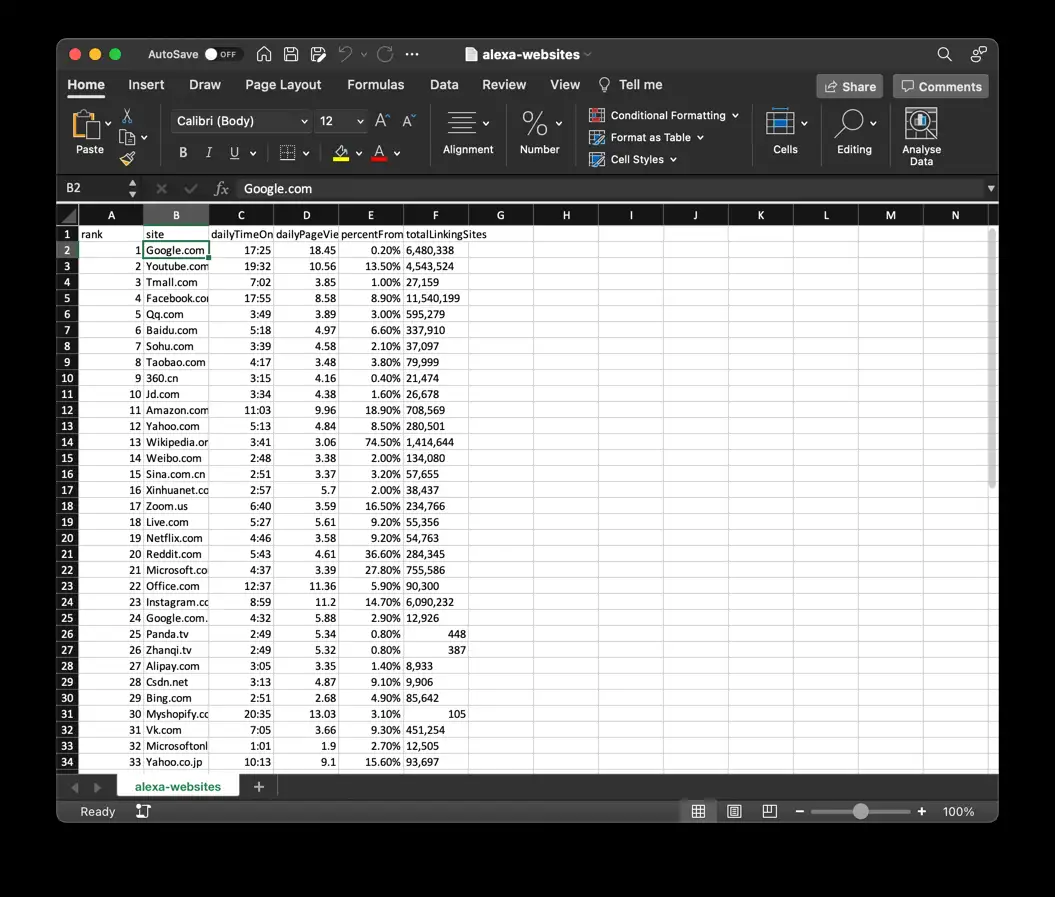 AutoSave OFF alexa-websites
Home Insert Draw Page Layout Formulas Data Review View Tell me Share Comments
Paste Calibri (Body) 12 A A Alignment % Number Conditional Formatting Cells Editing Analyse Data
Format as Table
B I U A Cell Styles
B2 fx Google.com
A B C D E F G H I J K L M N
1 rank site dailyTimeOn dailyPageVie percentFrom totalLinkingSites
2 1 Google.com 17:25 18.45 0.20% 6,480,338
3 2 Youtube.com 19:32 10.56 13.50% 4,543,524
4 3 Tmall.com 7:02 3.85 1.00% 27,159
5 4 Facebook.co 17:55 8.58 8.90% 11,540,199
6 5 Qq.com 3:49 3.89 3.00% 595,279
7 6 Baidu.com 5:18 4.97 6.60% 337,910
8 7 Sohu.com 3:39 4.58 2.10% 37,097
9 8 Taobao.com 4:17 3.48 3.80% 79,999
10 9 360.cn 3:15 4.16 0.40% 21,474
11 10 Jd.com 3:34 4.38 1.60% 26,678
12 11 Amazon.com 11:03 9.96 18.90% 708,569
13 12 Yahoo.com 5:13 4.84 8.50% 280,501
14 13 Wikipedia.or 3:41 3.06 74.50% 1,414,644
15 14 Weibo.com 2:48 3.38 2.00% 134,080
16 15 Sina.com.cn 2:51 3.37 3.20% 57,655
17 16 Xinhuanet.co 2:57 5.7 2.00% 38,437
18 17 Zoom.us 6:40 3.59 16.50% 234,766
19 18 Live.com 5:27 5.61 9.20% 55,356
20 19 Netflix.com 4:46 3.58 9.20% 54,763
21 20 Reddit.com 5:43 4.61 36.60% 284,345
22 21 Microsoft.co 4:37 3.39 27.80% 755,586
23 22 Office.com 12:37 11.36 5.90% 90,300
24 23 Instagram.co 8:59 11.2 14.70% 6,090,232
25 24 Google.com. 4:32 5.88 2.90% 12,926
26 25 Panda.tv 2:49 5.34 0.80% 448
27 26 Zhanqi.tv 2:49 5.32 0.80% 387
28 27 Alipay.com 3:05 3.35 1.40% 8,933
29 28 Csdn.net 3:13 4.87 9.10% 9,906
30 29 Bing.com 2:51 2.68 4.90% 85,642
31 30 Myshopify.co 20:35 13.03 3.10% 105
32 31 Vk.com 7:05 3.66 9.30% 451,254
33 32 Microsoftonl 1:01 1.9 2.70% 12,505
34 33 Yahoo.co.jp 10:13 9.1 15.60% 93,697
alexa-websites +
Ready 100%